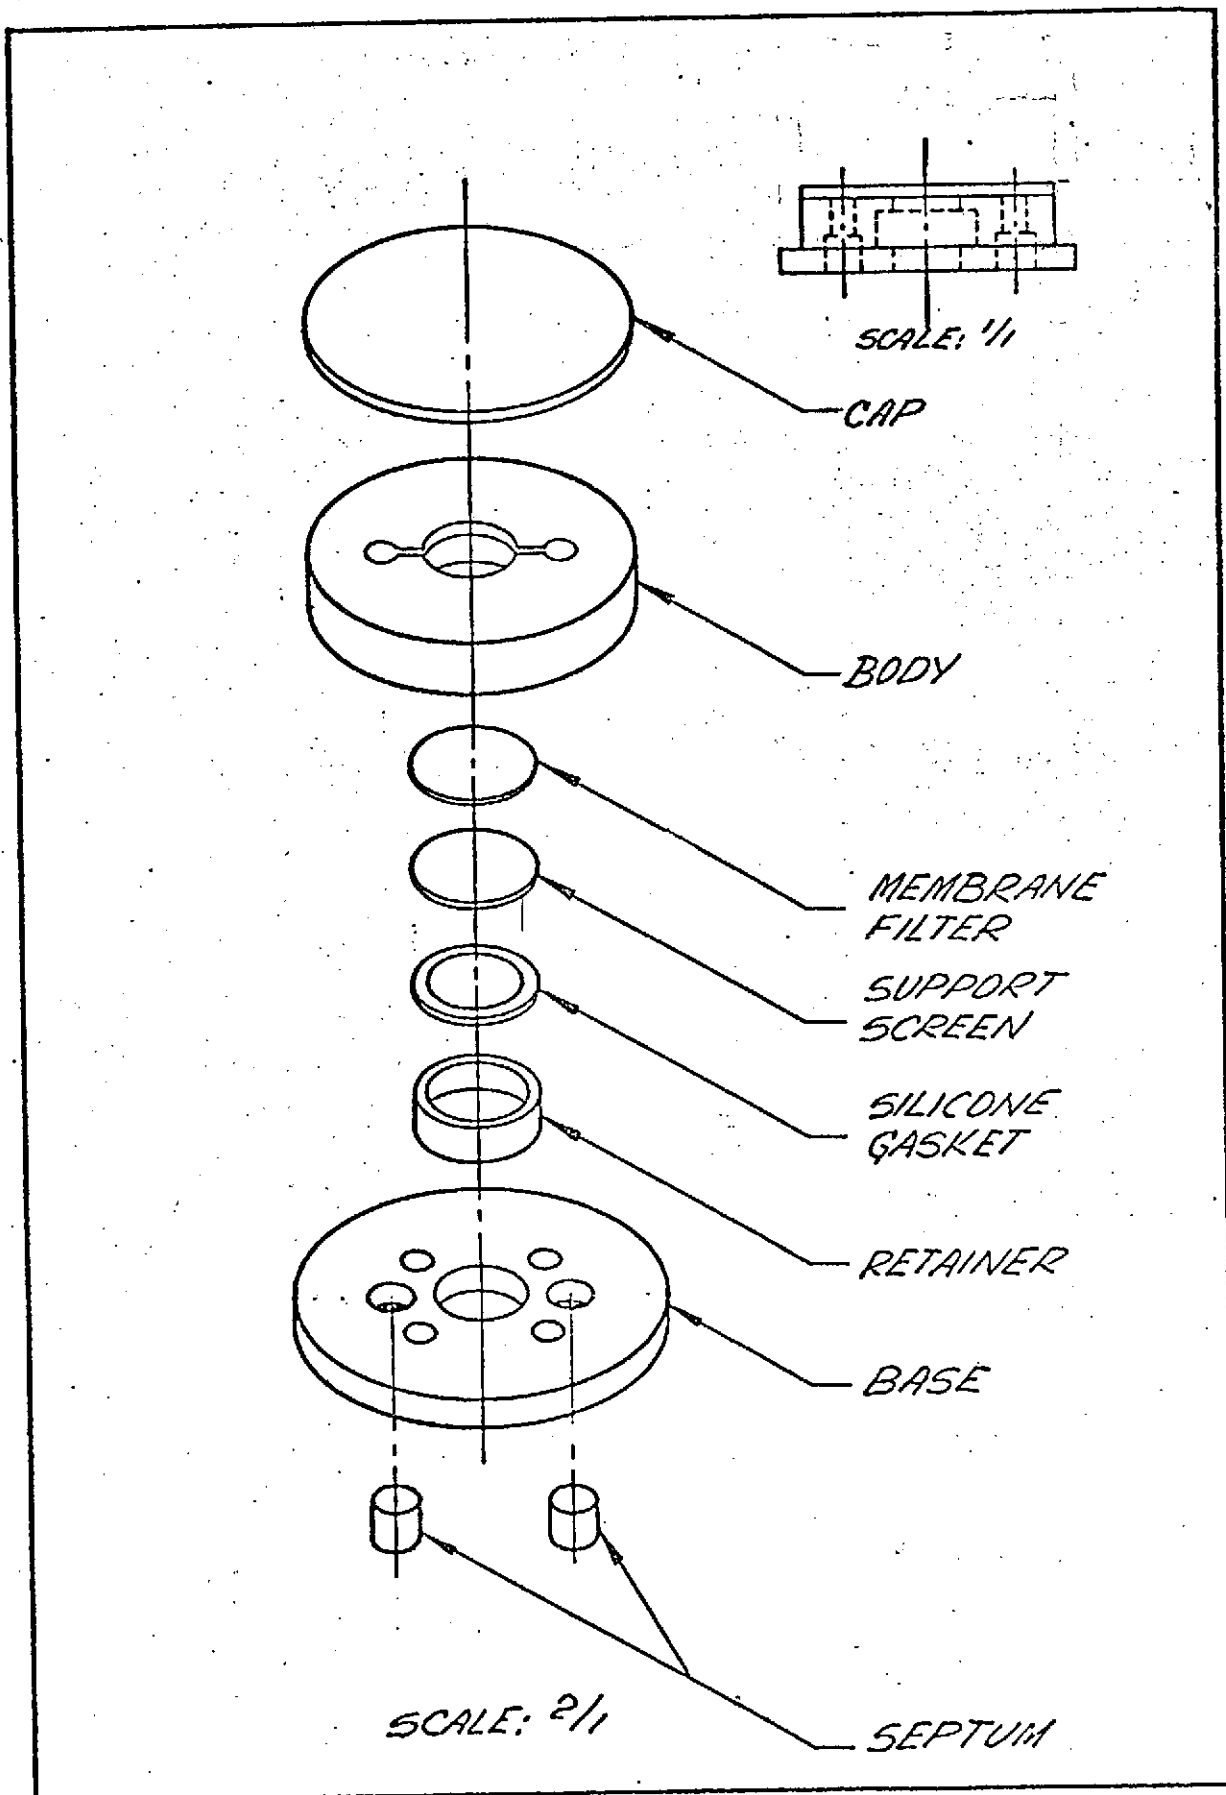 SCALE: 1/1
CAP
BODY
MEMBRANE
FILTER
SUPPORT
SCREEN
SILICONE
GASKET
RETAINER
BASE
SCALE: 2/1
SEPTUM